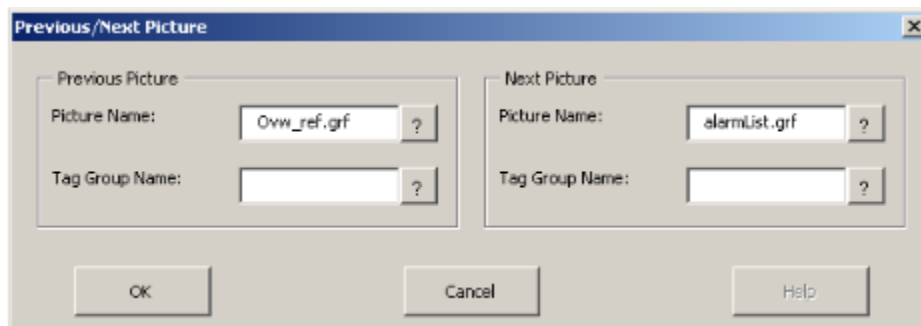 Previous/Next Picture
Previous Picture
Next Picture
Picture Name: Ovw_ref.grf ? Picture Name: alarmList.grf ?
Tag Group Name: ? Tag Group Name: ?
OK Cancel Help